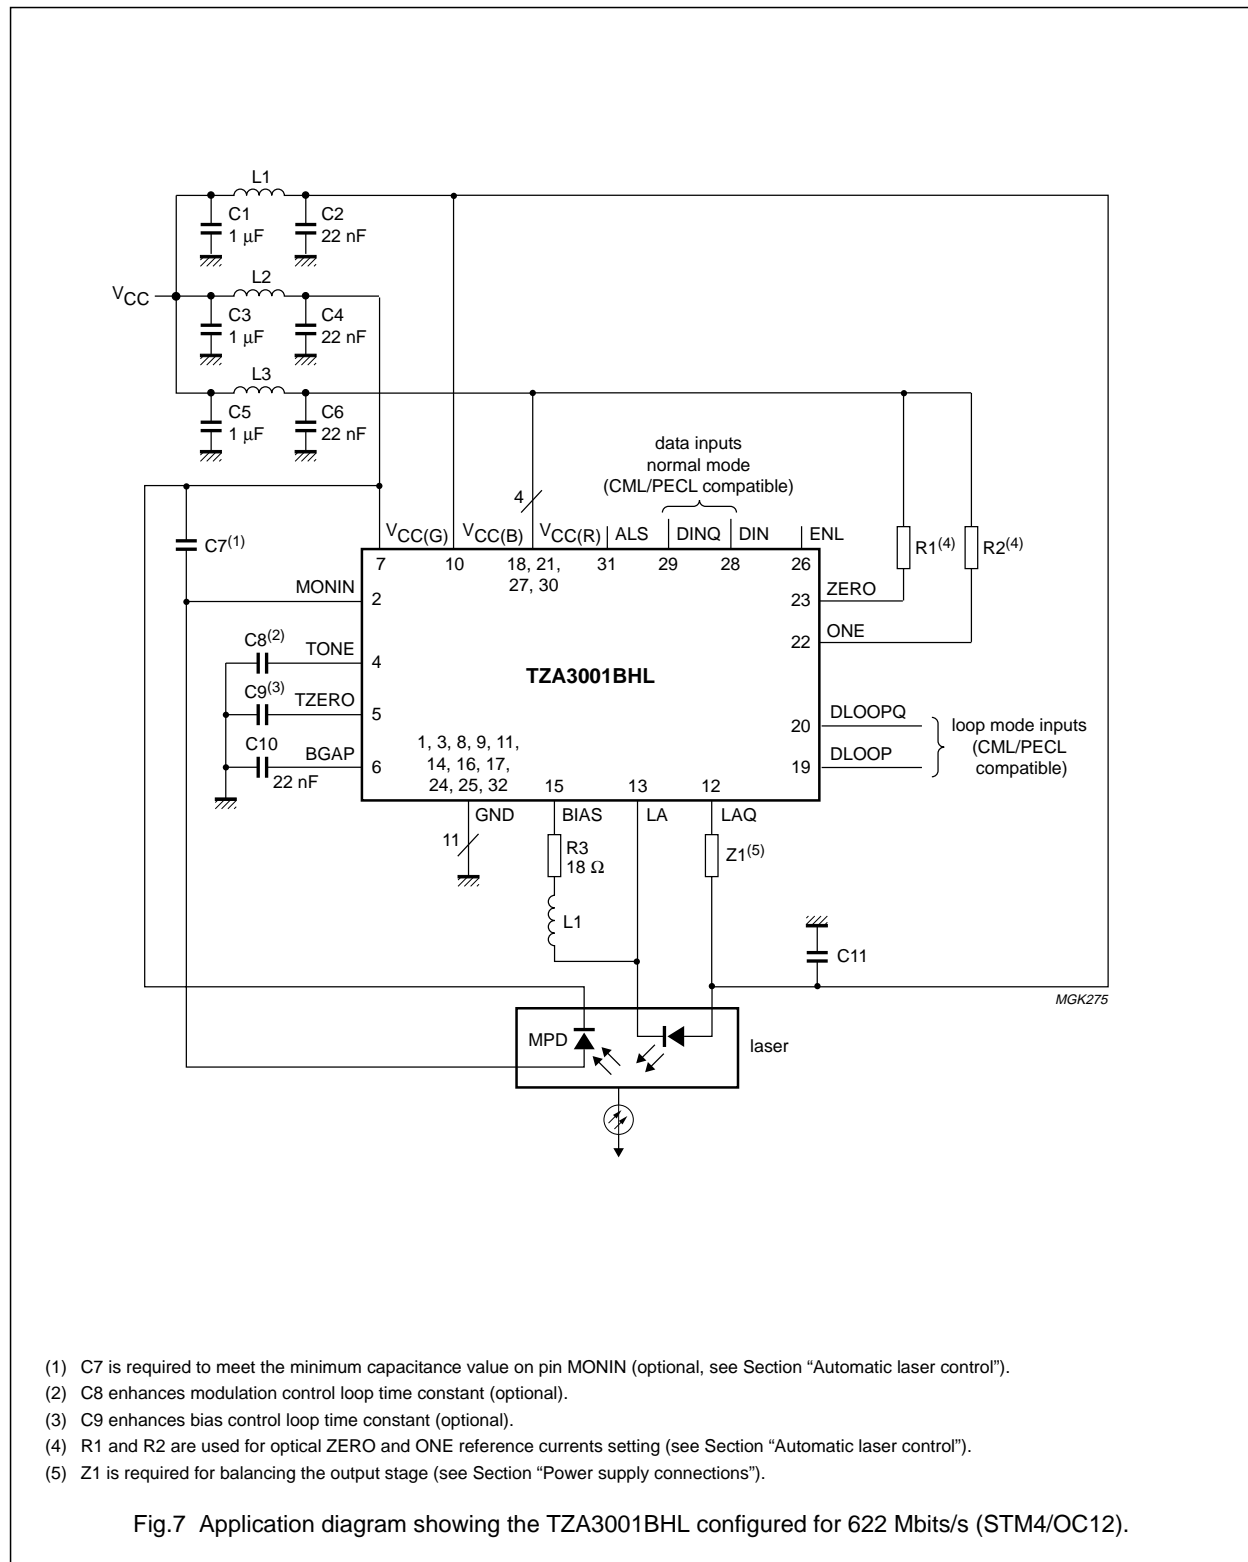 L1
C1
1 µF
C2
22 nF
VCC
L2
C3
1 µF
C4
22 nF
L3
C5
1 µF
C6
22 nF
data inputs
normal mode
(CML/PECL compatible)
4
C7(1)
VCC(G)
VCC(B)
VCC(R)
ALS
DINQ
DIN
ENL
R1(4)
R2(4)
7
10
18, 21,
27, 30
31
29
28
26
MONIN
2
23
ZERO
22
ONE
C8(2)
TONE
4
TZA3001BHL
C9(3)
TZERO
5
20
DLOOPQ
loop mode inputs
(CML/PECL
compatible)
C10
22 nF
BGAP
6
1, 3, 8, 9, 11,
14, 16, 17,
24, 25, 32
19
DLOOP
15
13
12
GND
BIAS
LA
LAQ
11
R3
18 Ω
Z1(5)
L1
C11
MGK275
MPD
laser
(1) C7 is required to meet the minimum capacitance value on pin MONIN (optional, see Section “Automatic laser control”).
(2) C8 enhances modulation control loop time constant (optional).
(3) C9 enhances bias control loop time constant (optional).
(4) R1 and R2 are used for optical ZERO and ONE reference currents setting (see Section “Automatic laser control”).
(5) Z1 is required for balancing the output stage (see Section “Power supply connections”).
Fig.7 Application diagram showing the TZA3001BHL configured for 622 Mbits/s (STM4/OC12).